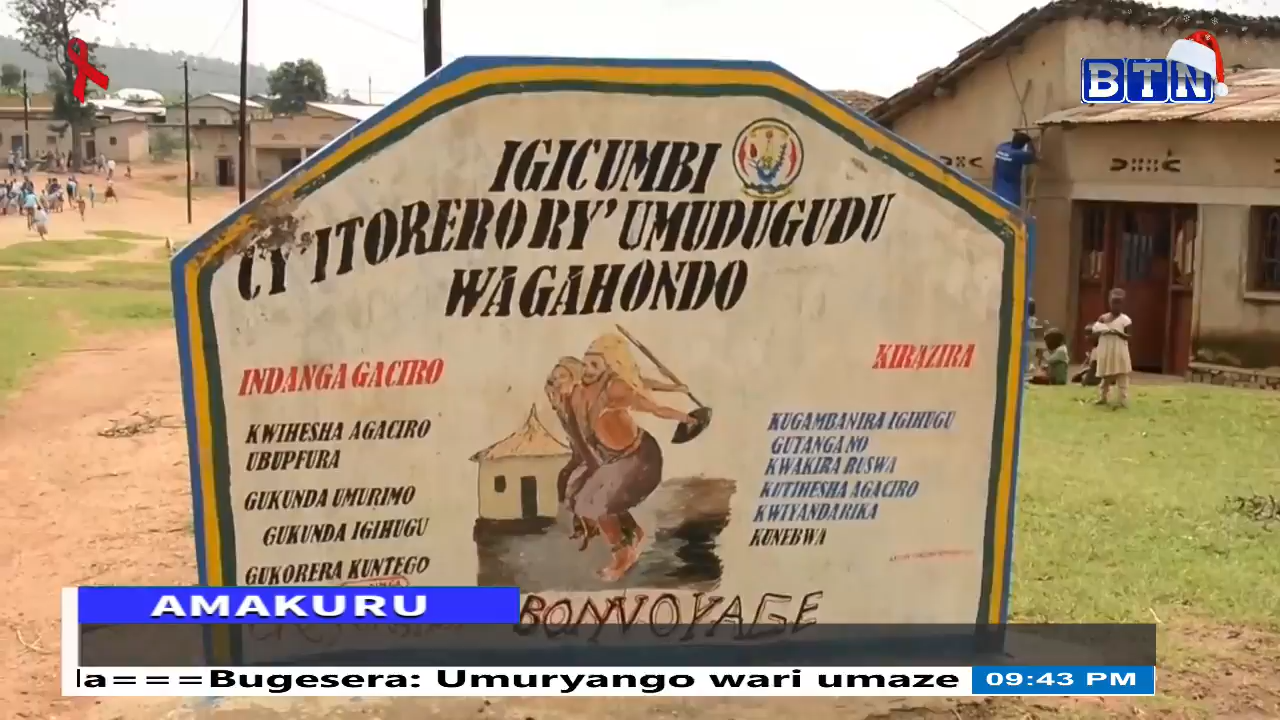 BTN
IGICUMBI
CY'ITORERO RY'UMUDUGUDU
WAGAHONDO
INDANGAGACIRO
KWIHESHA AGACIRO
UBUPFURA
GUKUNDA UMURIMO
GUKUNDA IGIHUGU
GUKORERA KUNTEGO
KIRAZIRA
KUGAMBANIRA IGIHUGU
GUTANGA NO
KWAKIRA RUSWA
KUTIHESHA AGACIRO
KWIYANDARIKA
KUNEBWA
BONVOYAGE
AMAKURU
la===Bugesera: Umuryango wari umaze
09:43 PM